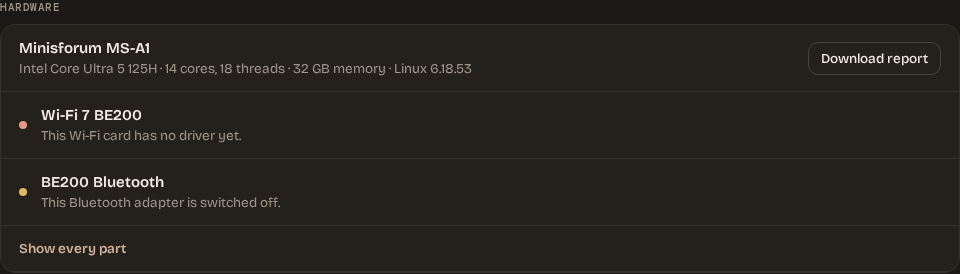 HARDWARE
Minisforum MS-A1
Intel Core Ultra 5 125H · 14 cores, 18 threads · 32 GB memory · Linux 6.18.53
Download report
Wi-Fi 7 BE200
This Wi-Fi card has no driver yet.
BE200 Bluetooth
This Bluetooth adapter is switched off.
Show every part